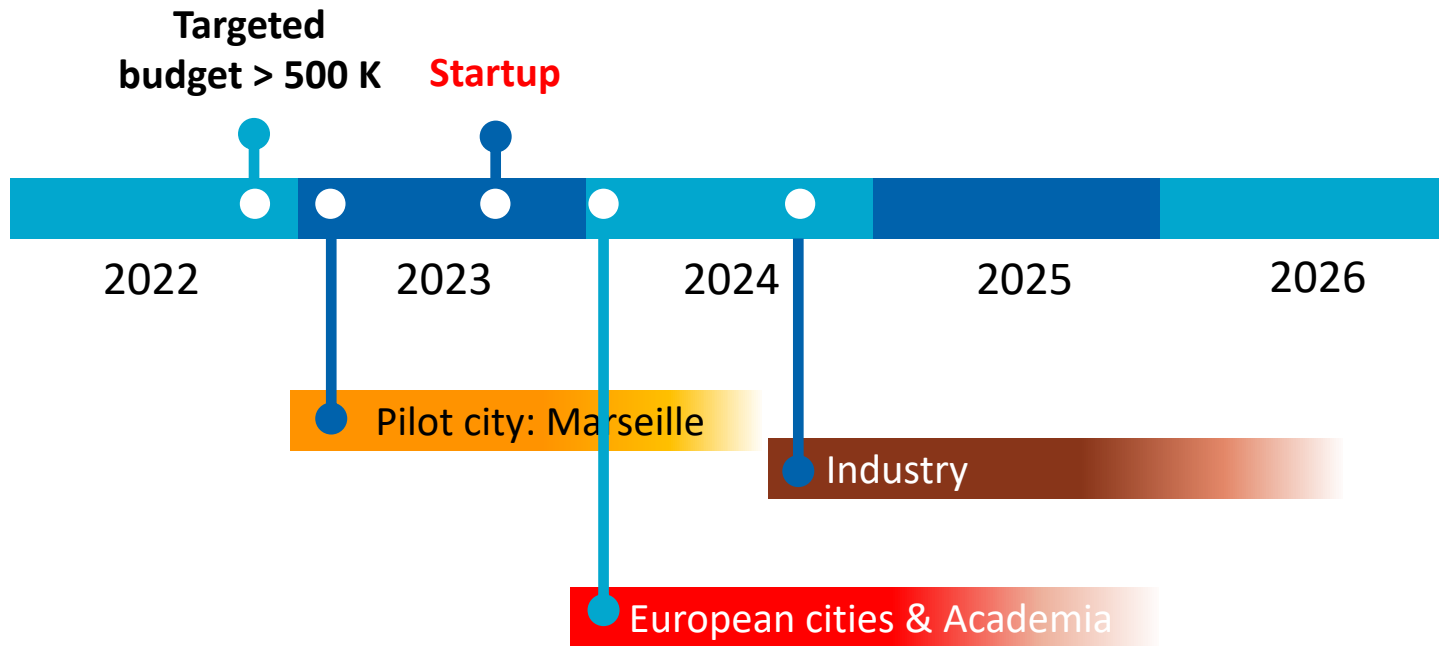 Targeted
budget > 500 K
Startup
2022
2023
2024
2025
2026
Pilot city: Marseille
Industry
European cities & Academia